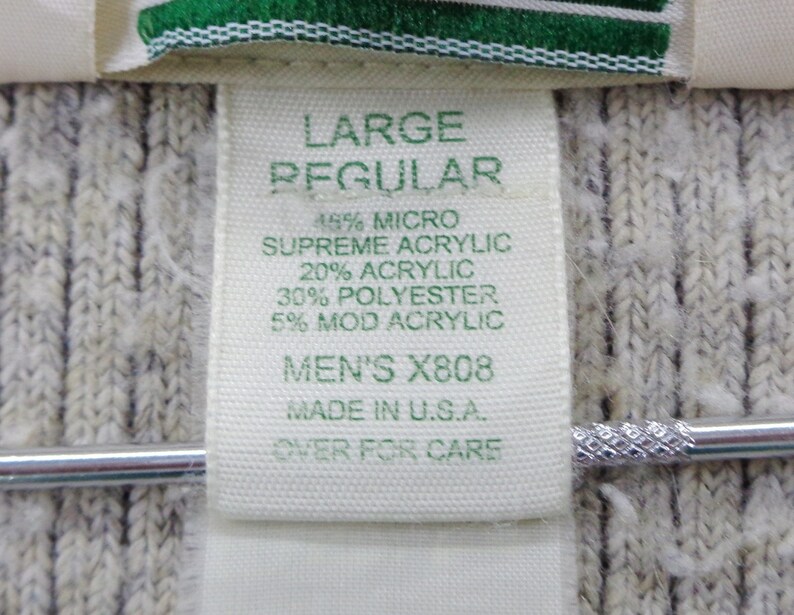 LARGE
REGULAR
45% MICRO
SUPREME ACRYLIC
20% ACRYLIC
30% POLYESTER
5% MOD ACRYLIC
MEN'S X808
MADE IN U.S.A.
OVER FOR CARE